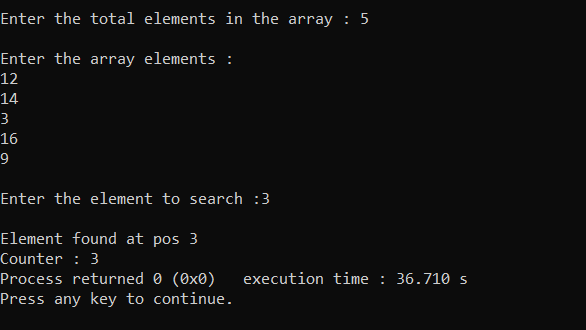 Enter the total elements in the array : 5
Enter the array elements :
12
14
3
16
9
Enter the element to search :3
Element found at pos 3
Counter : 3
Process returned 0 (0x0)   execution time : 36.710 s
Press any key to continue.